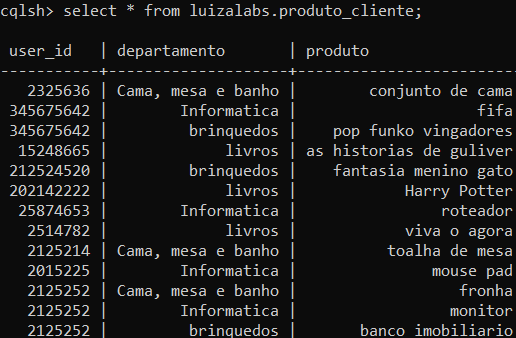 cqlsh> select * from luizalabs.produto_cliente;
user_id | departamento | produto
-----------+----------------------+-------------------------
2325636 | Cama, mesa e banho | conjunto de cama
345675642 | Informatica | fifa
345675642 | brinquedos | pop funko vingadores
15248665 | livros | as historias de guliver
212524520 | brinquedos | fantasia menino gato
202142222 | livros | Harry Potter
25874653 | Informatica | roteador
2514782 | livros | viva o agora
2125214 | Cama, mesa e banho | toalha de mesa
2015225 | Informatica | mouse pad
2125252 | Cama, mesa e banho | fronha
2125252 | Informatica | monitor
2125252 | brinquedos | banco imobiliario